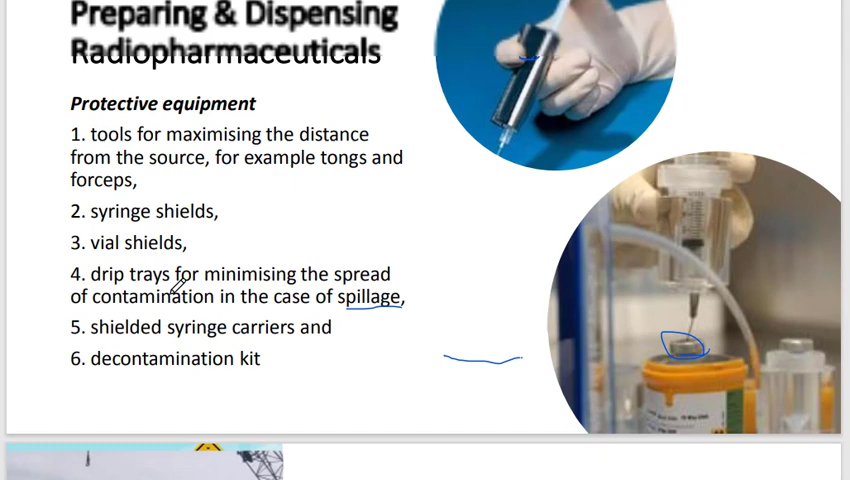 Preparing & Dispensing
Radiopharmaceuticals
Protective equipment
1. tools for maximising the distance
from the source, for example tongs and
forceps,
2. syringe shields,
3. vial shields,
4. drip trays for minimising the spread
of contamination in the case of spillage,
5. shielded syringe carriers and
6. decontamination kit